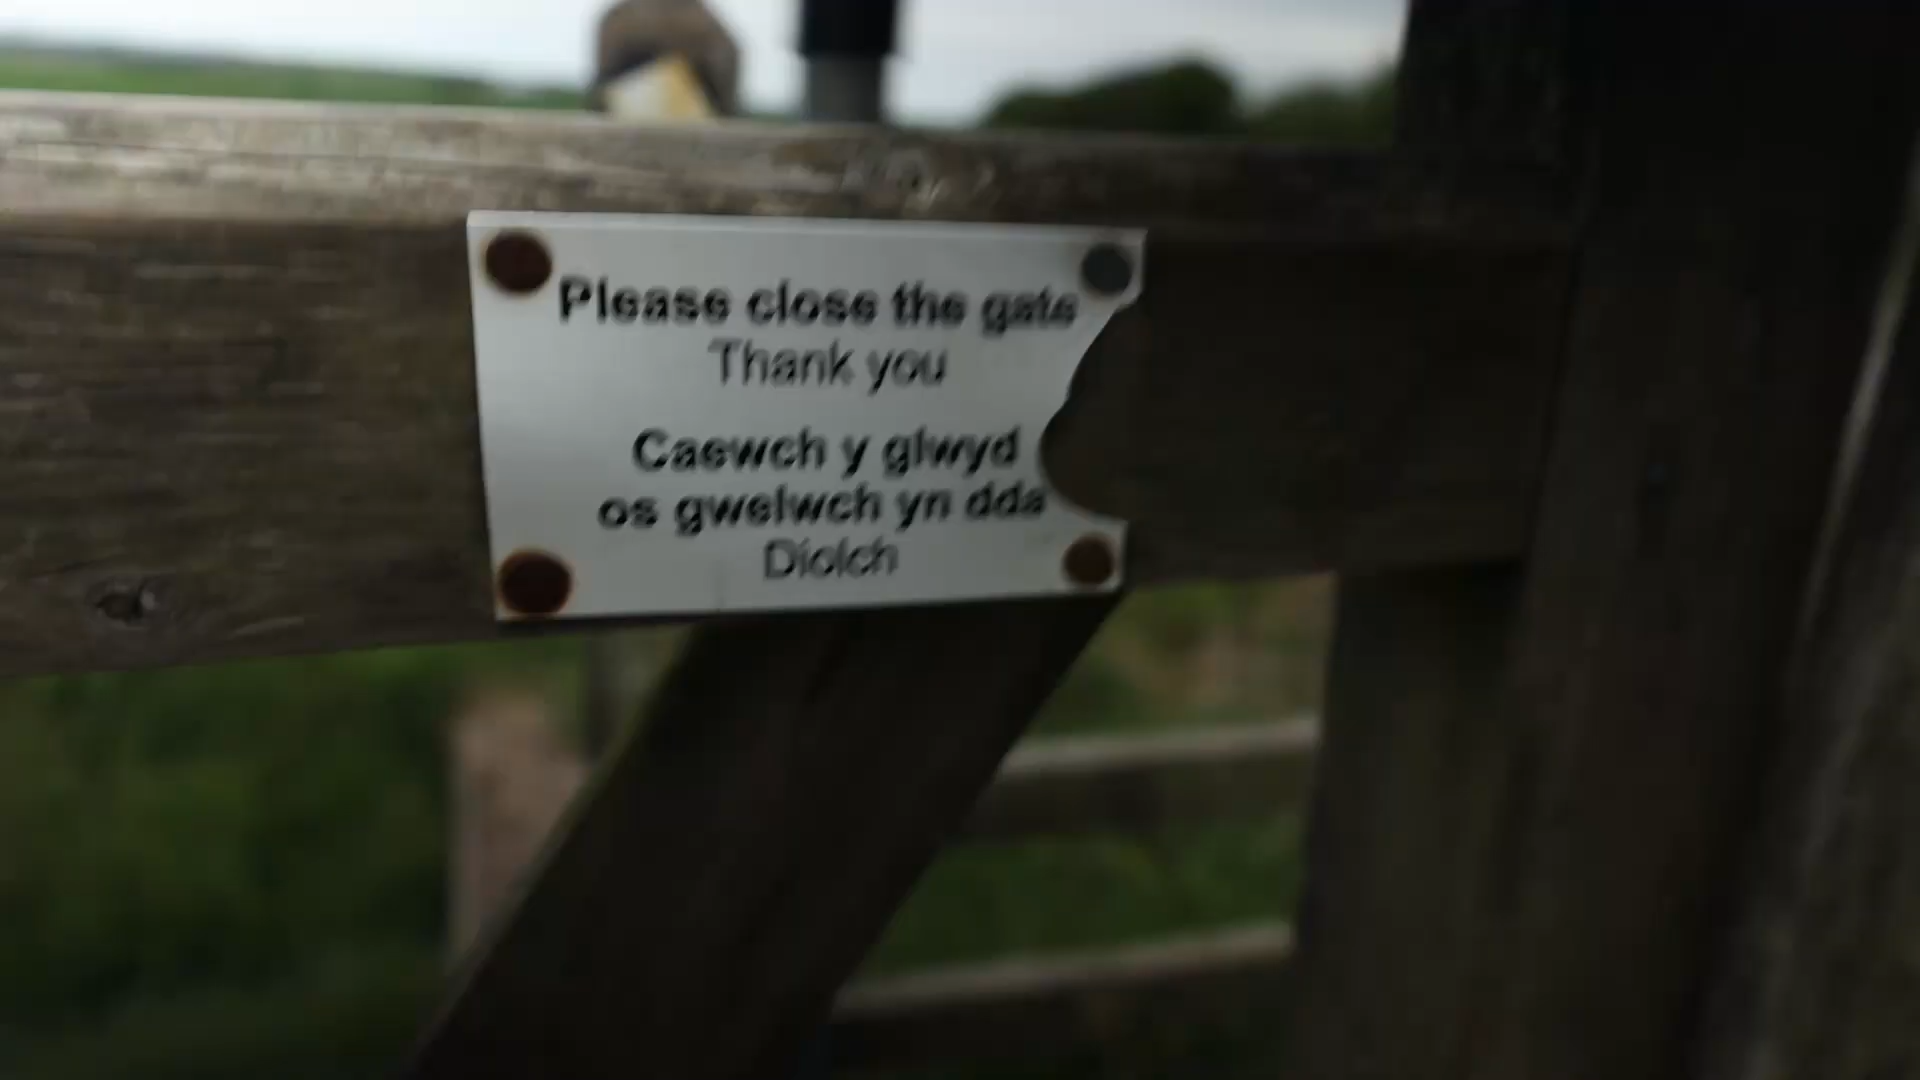 Please close the gate
Thank you
Caewch y glwyd
os gwelwch yn dda
Diolch